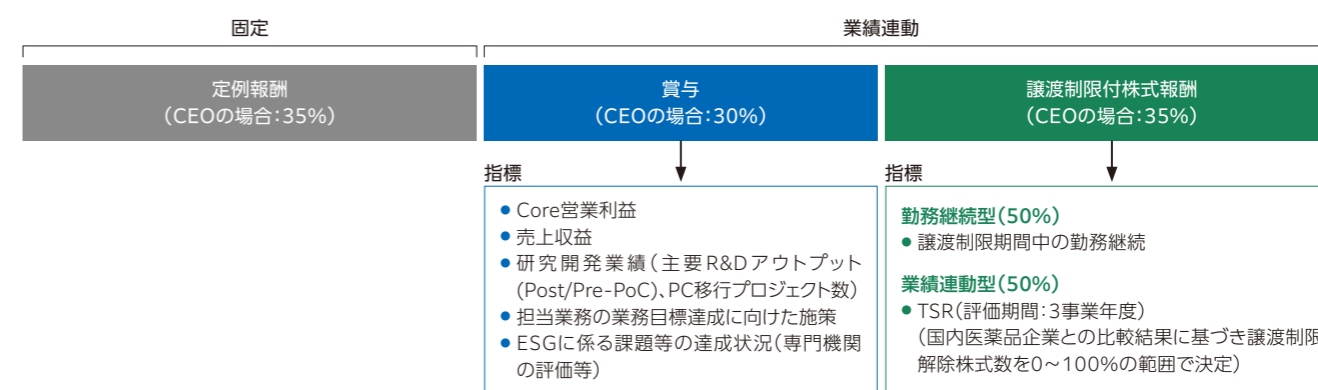 固定
業績連動
定例報酬
（CEOの場合：35%）
賞与
（CEOの場合：30%）
譲渡制限付株式報酬
（CEOの場合：35%）
指標
● Core営業利益
● 売上収益
● 研究開発業績（主要R&Dアウトプット
(Post/Pre-PoC)、PC移行プロジェクト数）
● 担当業務の業務目標達成に向けた施策
● ESGに係る課題等の達成状況（専門機関
の評価等）
指標
勤務継続型（50%）
● 譲渡制限期間中の勤務継続
業績連動型（50%）
● TSR（評価期間：3事業年度）
（国内医薬品企業との比較結果に基づき譲渡制限
解除株式数を0～100%の範囲で決定）